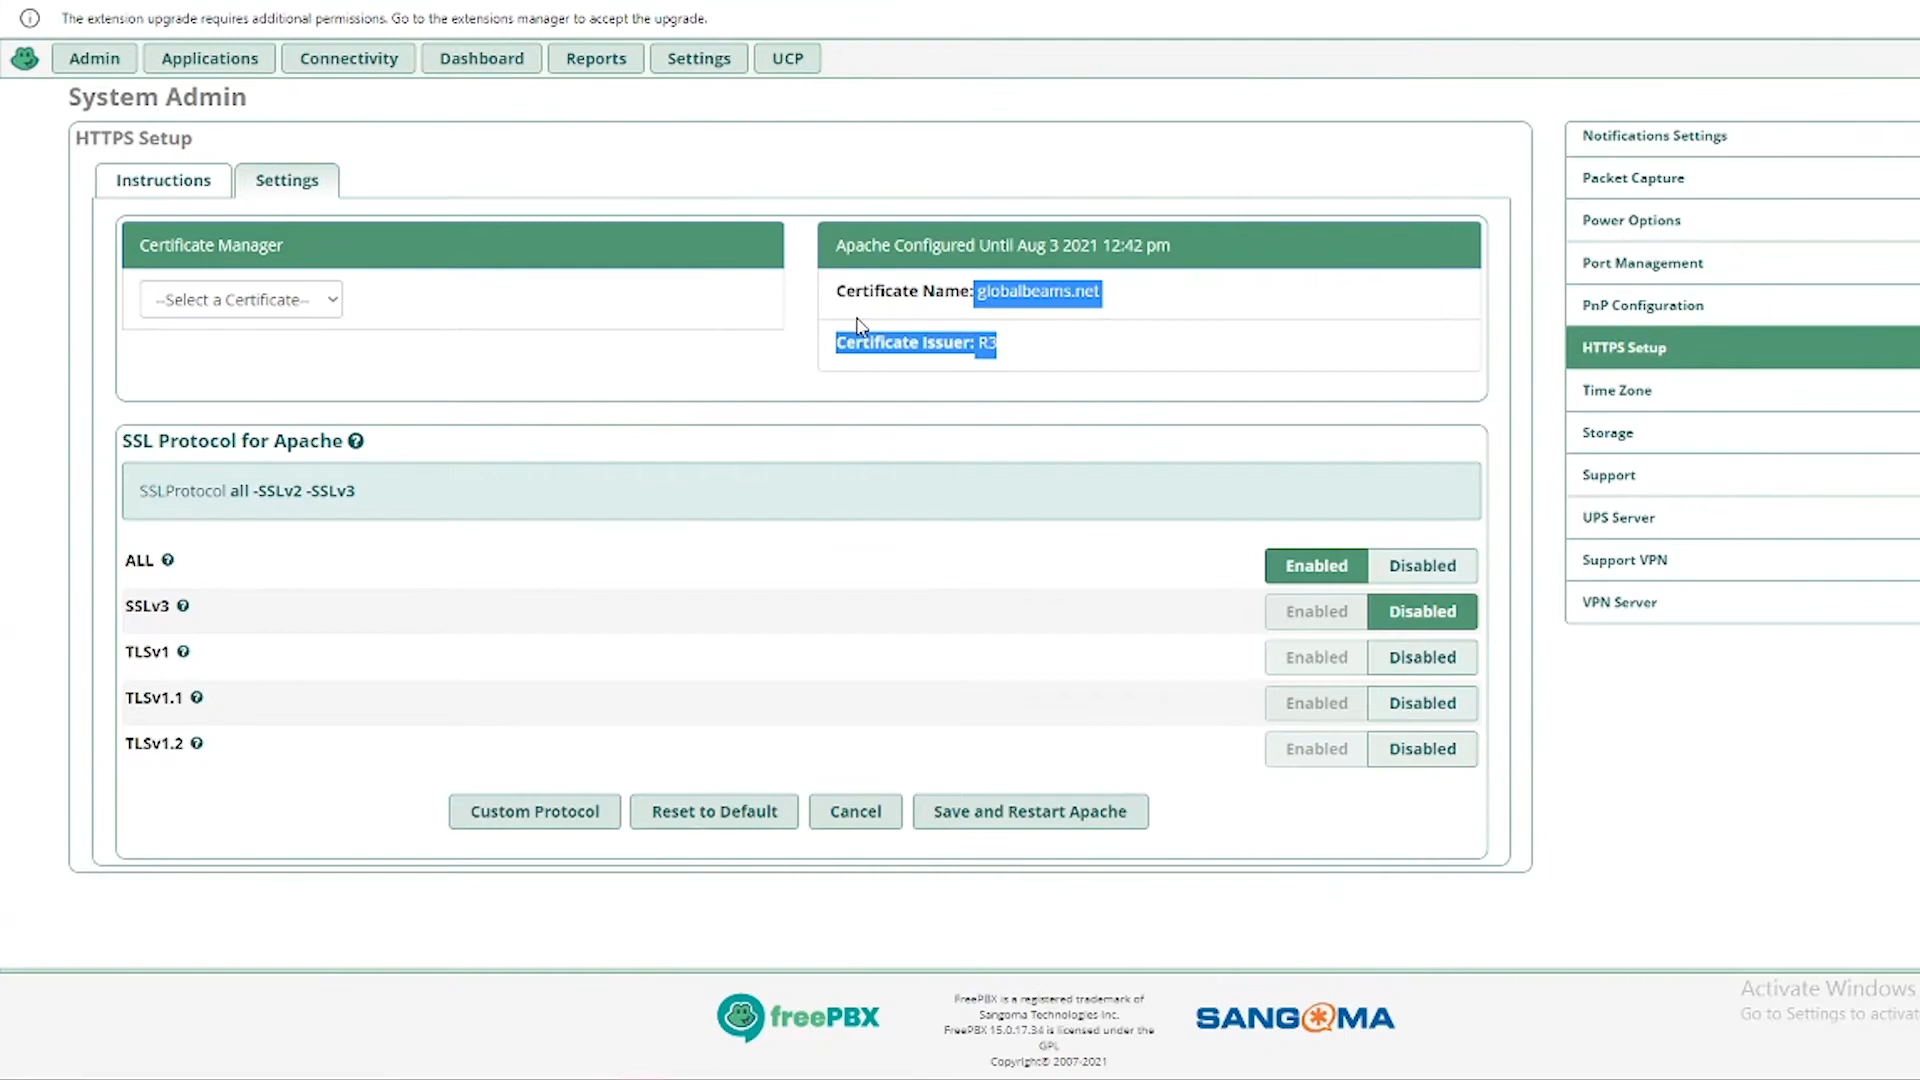 The extension upgrade requires additional permissions. Go to the extensions manager to accept the upgrade.
Admin
Applications
Connectivity
Dashboard
Reports
Settings
UCP
System Admin
HTTPS Setup
Instructions
Settings
Certificate Manager
--Select a Certificate--
Apache Configured Until Aug 3 2021 12:42 pm
Certificate Name: globalbeams.net
Certificate Issuer: R3
SSL Protocol for Apache
SSLProtocol all -SSLv2 -SSLv3
ALL
Enabled Disabled
SSLv3
Enabled Disabled
TLSv1
Enabled Disabled
TLSv1.1
Enabled Disabled
TLSv1.2
Enabled Disabled
Custom Protocol
Reset to Default
Cancel
Save and Restart Apache
Notifications Settings
Packet Capture
Power Options
Port Management
PnP Configuration
HTTPS Setup
Time Zone
Storage
Support
UPS Server
Support VPN
VPN Server
freePBX
FreePBX is a registered trademark of
Sangoma Technologies Inc.
FreePBX 15.0.17.34 is licensed under the
GPL
Copyright© 2007-2021
SANGOMA
Activate Windows
Go to Settings to activat